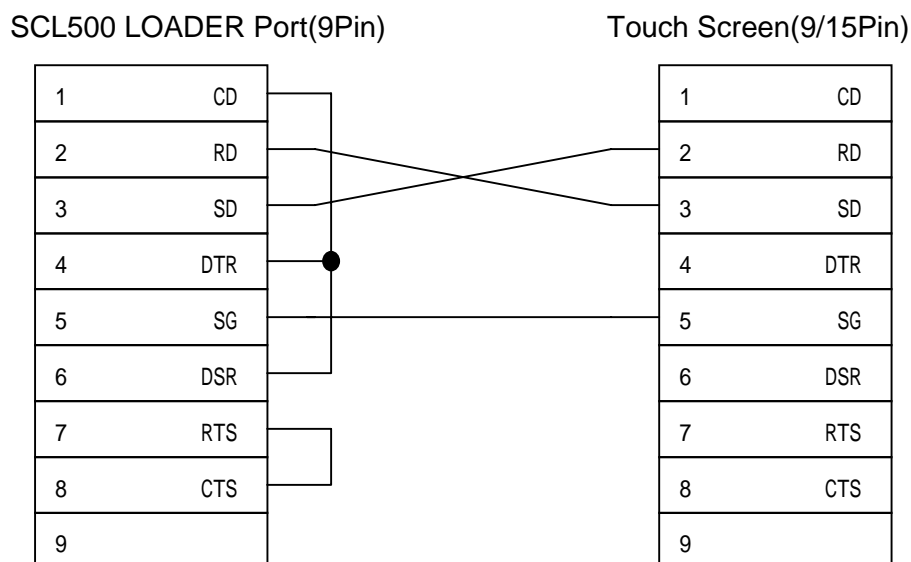 SCL500 LOADER Port(9Pin) Touch Screen(9/15Pin)
1 CD 1 CD
2 RD 2 RD
3 SD 3 SD
4 DTR 4 DTR
5 SG 5 SG
6 DSR 6 DSR
7 RTS 7 RTS
8 CTS 8 CTS
9 9